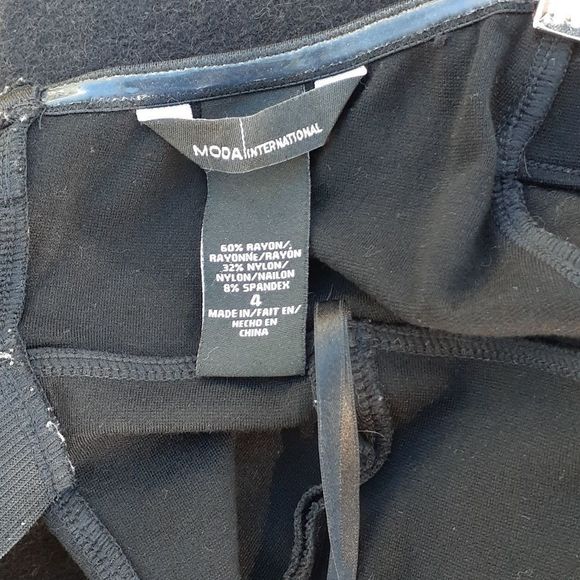 MODA INTERNATIONAL
60% RAYON/
RAYONNE/RAYÓN
32% NYLON/
NYLON/NAILON
8% SPANDEX
4
MADE IN/FAIT EN/
HECHO EN
CHINA